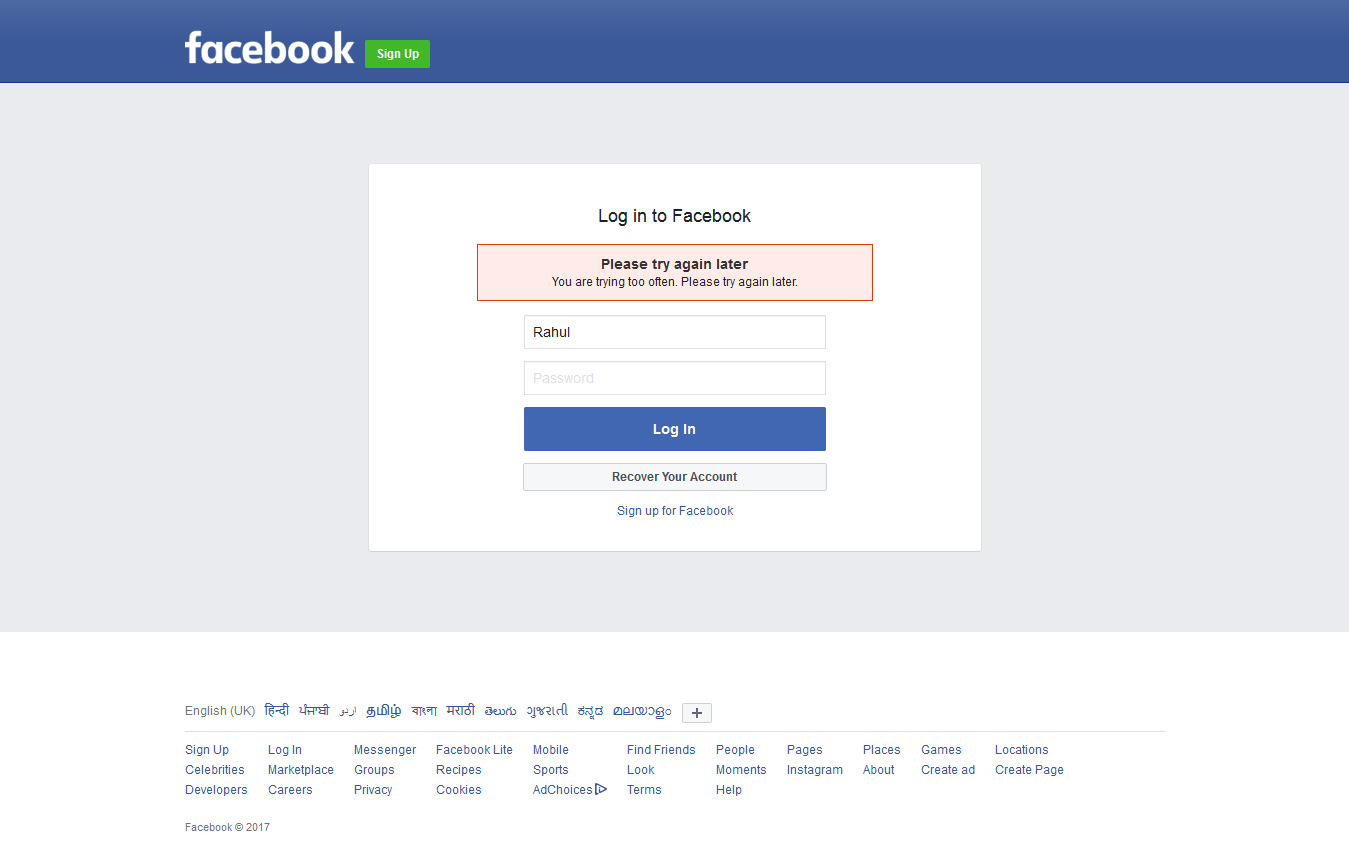 facebook Sign Up
Log in to Facebook
Please try again later
You are trying too often. Please try again later.
Rahul
Password
Log In
Recover Your Account
Sign up for Facebook
English (UK) हिन्दी ਪੰਜਾਬੀ اردو தமிழ் বাংলা मराठी తెలుగు ગુજરાતી ಕನ್ನಡ മലയാളം +
Sign Up Log In Messenger Facebook Lite Mobile Find Friends People Pages Places Games Locations
Celebrities Marketplace Groups Recipes Sports Look Moments Instagram About Create ad Create Page
Developers Careers Privacy Cookies AdChoices Terms Help
Facebook © 2017